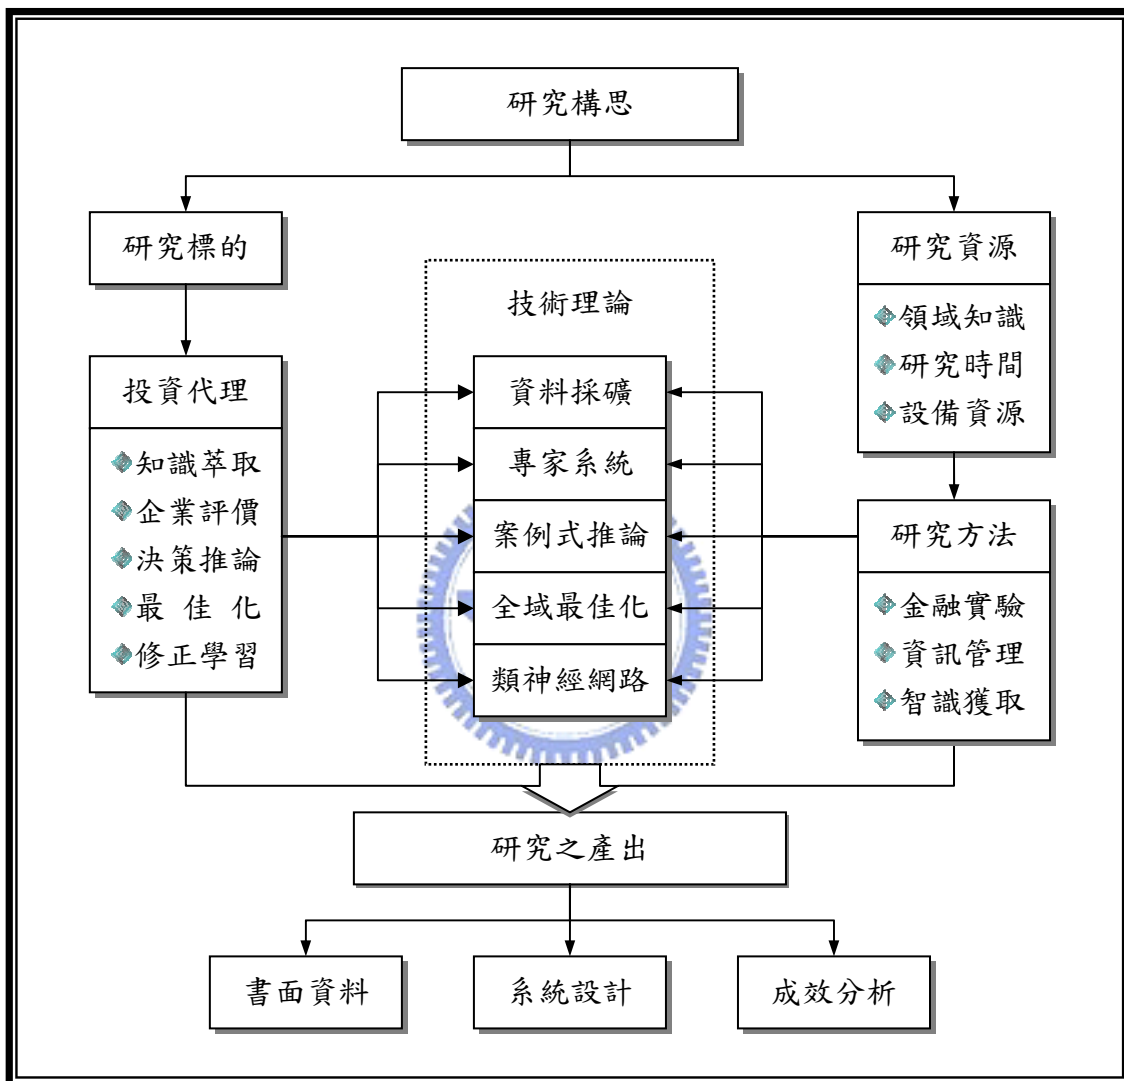 研究構思
研究標的
投資代理
知識萃取
企業評價
決策推論
最 佳 化
修正學習
技術理論
資料採礦
專家系統
案例式推論
全域最佳化
類神經網路
研究資源
領域知識
研究時間
設備資源
研究方法
金融實驗
資訊管理
智識獲取
研究之產出
書面資料
系統設計
成效分析